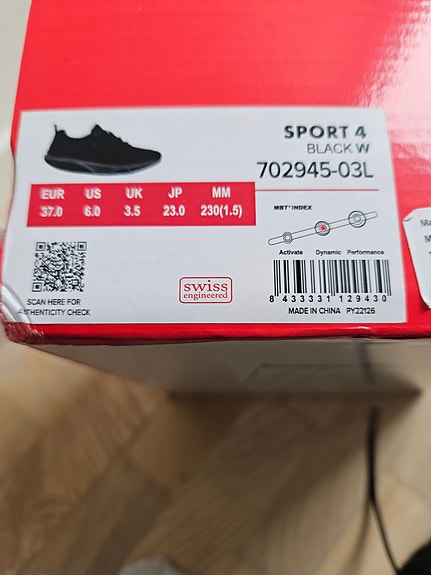 SPORT 4
BLACK W
702945-03L
EUR US UK JP MM
37.0 6.0 3.5 23.0 230(1.5)
MBT® INDEX
Activate Dynamic Performance
SCAN HERE FOR
AUTHENTICITY CHECK
swiss
engineered
8 433331 129430
MADE IN CHINA PY22126